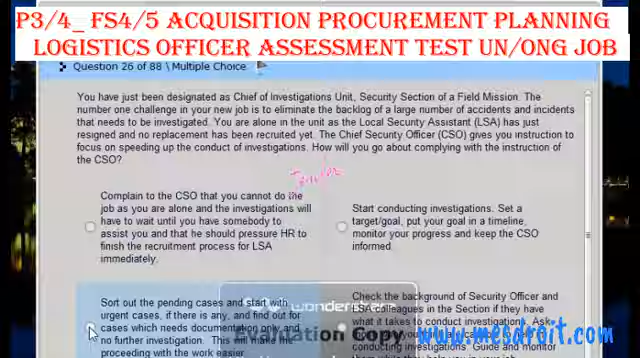 P3/4_ FS4/5 ACQUISITION PROCUREMENT PLANNING
LOGISTICS OFFICER ASSESSMENT TEST UN/ONG JOB
Question 26 of 88 \ Multiple Choice
You have just been designated as Chief of Investigations Unit, Security Section of a Field Mission. The
number one challenge in your new job is to eliminate the backlog of a large number of accidents and incidents
that needs to be investigated. You are alone in the unit as the Local Security Assistant (LSA) has just
resigned and no replacement has been recruited yet. The Chief Security Officer (CSO) gives you instruction to
focus on speeding up the conduct of investigations. How will you go about complying with the instruction of
the CSO?
Complain to the CSO that you cannot do the
job as you are alone and the investigations will
have to wait until you have somebody to
assist you and that he should pressure HR to
finish the recruitment process for LSA
immediately.
Start conducting investigations. Set a
target/goal, put your goal in a timeline,
monitor your progress and keep the CSO
informed.
Sort out the pending cases and start with
urgent cases, if there is any, and find out for
cases which needs documentation only and
no further investigation. This will make the
proceeding with the work easier
Check the background of Security Officer and
LSA colleagues in the Section if they have
what it takes to conduct investigation. Ask
conducting investigations. Guide and monitor
wonders
Evaluation Copy
www.mesdroit.com